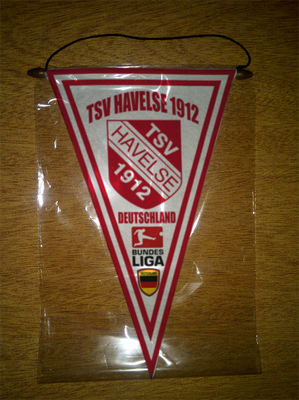 TSV HAVELSE 1912
TSV
HAVELSE
1912
DEUTSCHLAND
BUNDES
LIGA